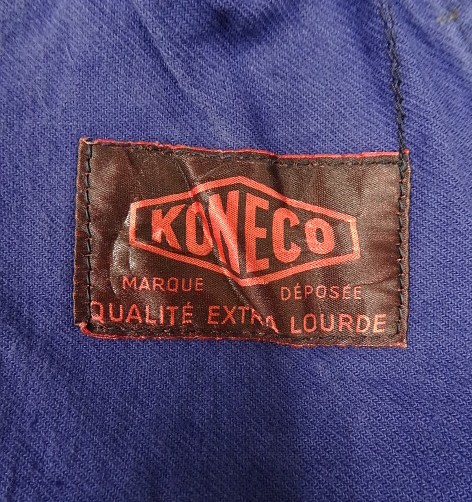 KONECO
MARQUE DÉPOSÉE
QUALITÉ EXTRA LOURDE